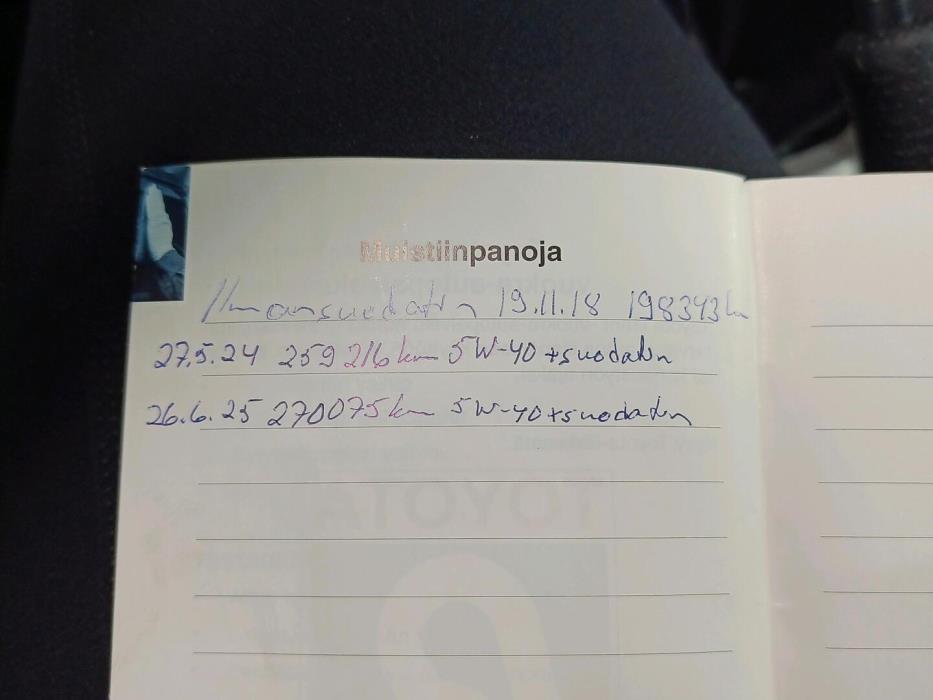 Muistiinpanoja
Ilmansuodatin 19.11.18 198343km
27.5.24 259216km 5W-40 +suodatin
26.6.25 270075km 5W-40 +suodatin
TOYOTA